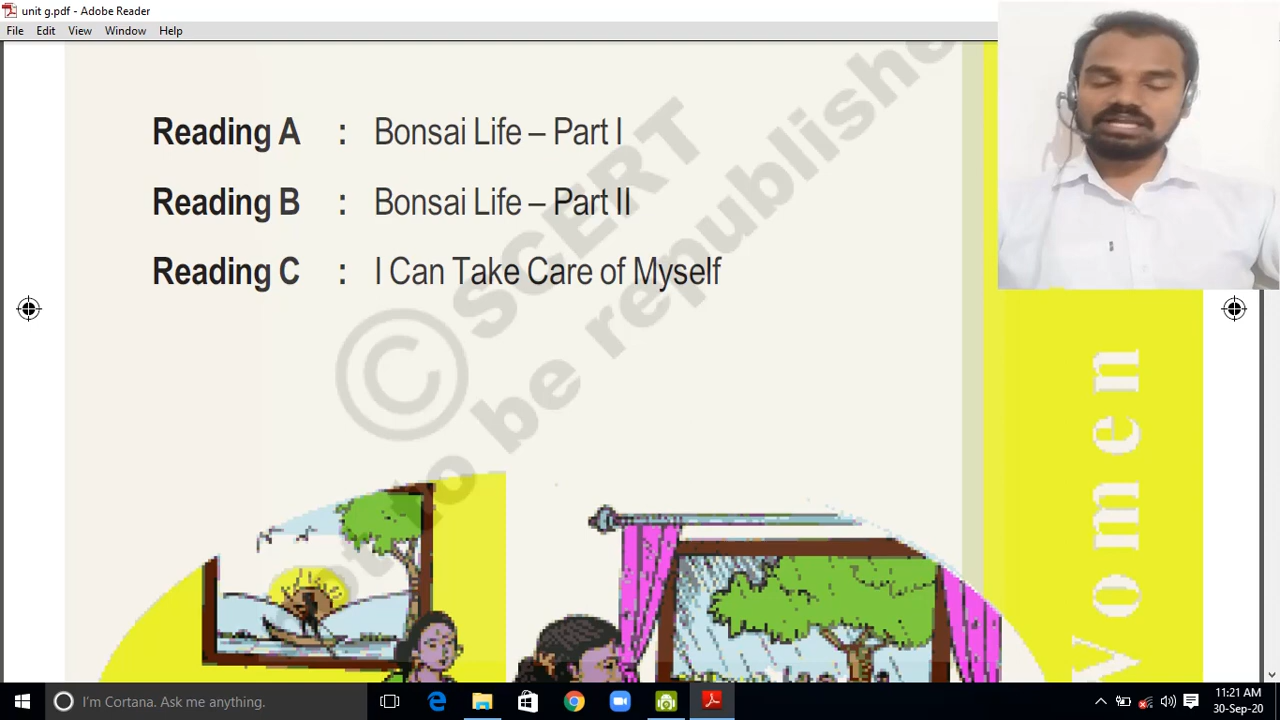 unit g.pdf - Adobe Reader
File Edit View Window Help
Reading A : Bonsai Life – Part I
Reading B : Bonsai Life – Part II
Reading C : I Can Take Care of Myself
© SCERT
be republishe
women
I'm Cortana. Ask me anything.
11:21 AM
30-Sep-20